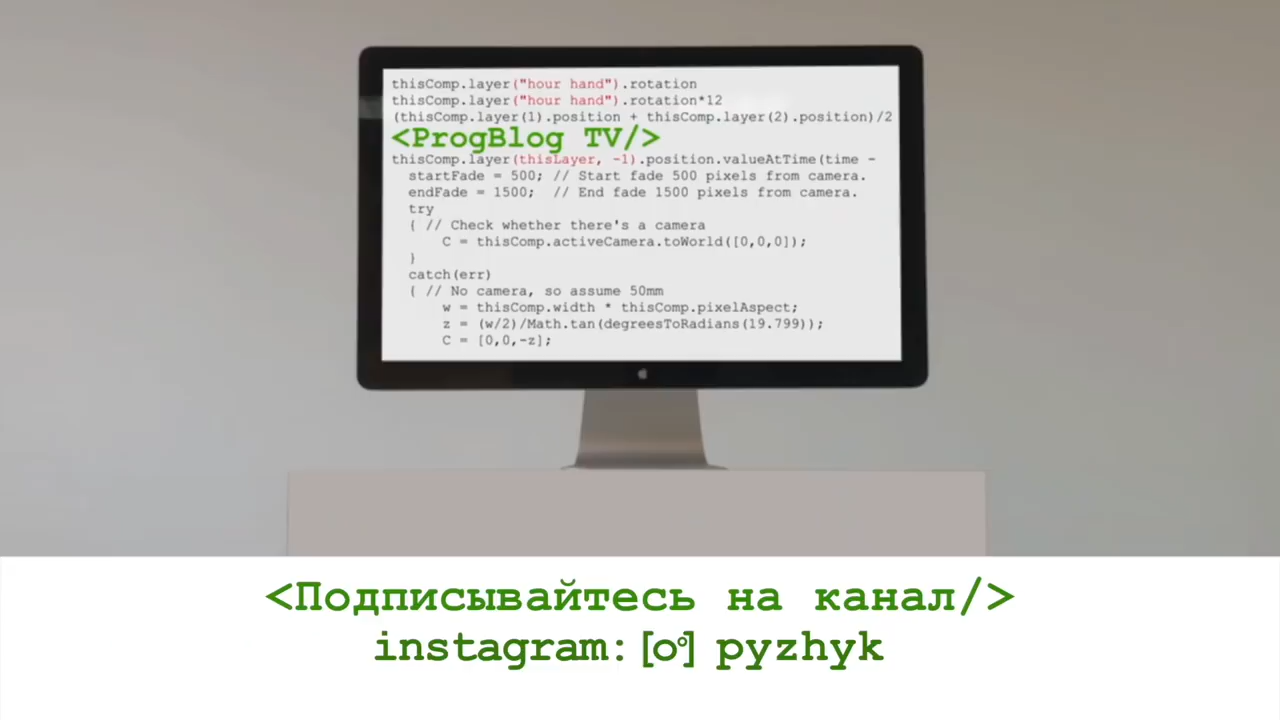 thisComp.layer("hour hand").rotation
thisComp.layer("hour hand").rotation*12
(thisComp.layer(1).position + thisComp.layer(2).position)/2
<ProgBlog TV/>
thisComp.layer(thisLayer, -1).position.valueAtTime(time -
startFade = 500; // Start fade 500 pixels from camera.
endFade = 1500;  // End fade 1500 pixels from camera.
try
{ // Check whether there's a camera
C = thisComp.activeCamera.toWorld([0,0,0]);
}
catch(err)
{ // No camera, so assume 50mm
w = thisComp.width * thisComp.pixelAspect;
z = (w/2)/Math.tan(degreesToRadians(19.799));
C = [0,0,-z];
<Подписывайтесь на канал/>
instagram:[o°] pyzhyk